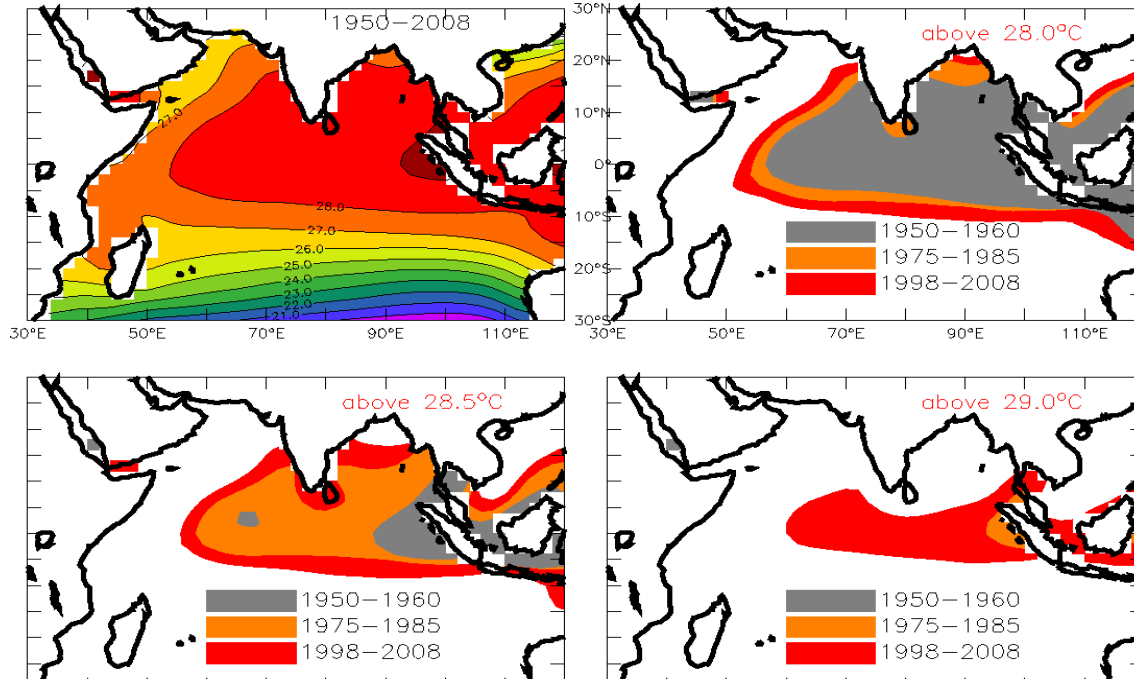 1950−2008
27.0
28.0
27.0
26.0
25.0
24.0
23.0
22.0
21.0
30°E 50°E 70°E 90°E 110°E
above 28.0°C
30°N
20°N
10°N
0°
10°S
20°S
30°S
1950−1960
1975−1985
1998−2008
30°E 50°E 70°E 90°E 110°E
above 28.5°C
1950−1960
1975−1985
1998−2008
above 29.0°C
1950−1960
1975−1985
1998−2008